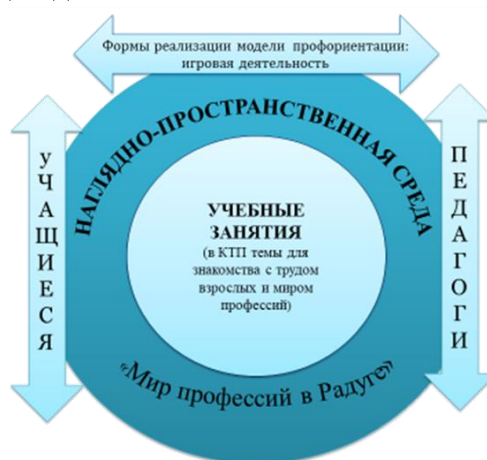 Формы реализации модели профориентации:
игровая деятельность
НАГЛЯДНО-ПРОСТРАНСТВЕННАЯ СРЕДА
УЧАЩИЕСЯ
УЧЕБНЫЕ
ЗАНЯТИЯ
(в КТП темы для
знакомства с трудом
взрослых и миром
профессий)
ПЕДАГОГИ
«Мир профессий в Радуге»